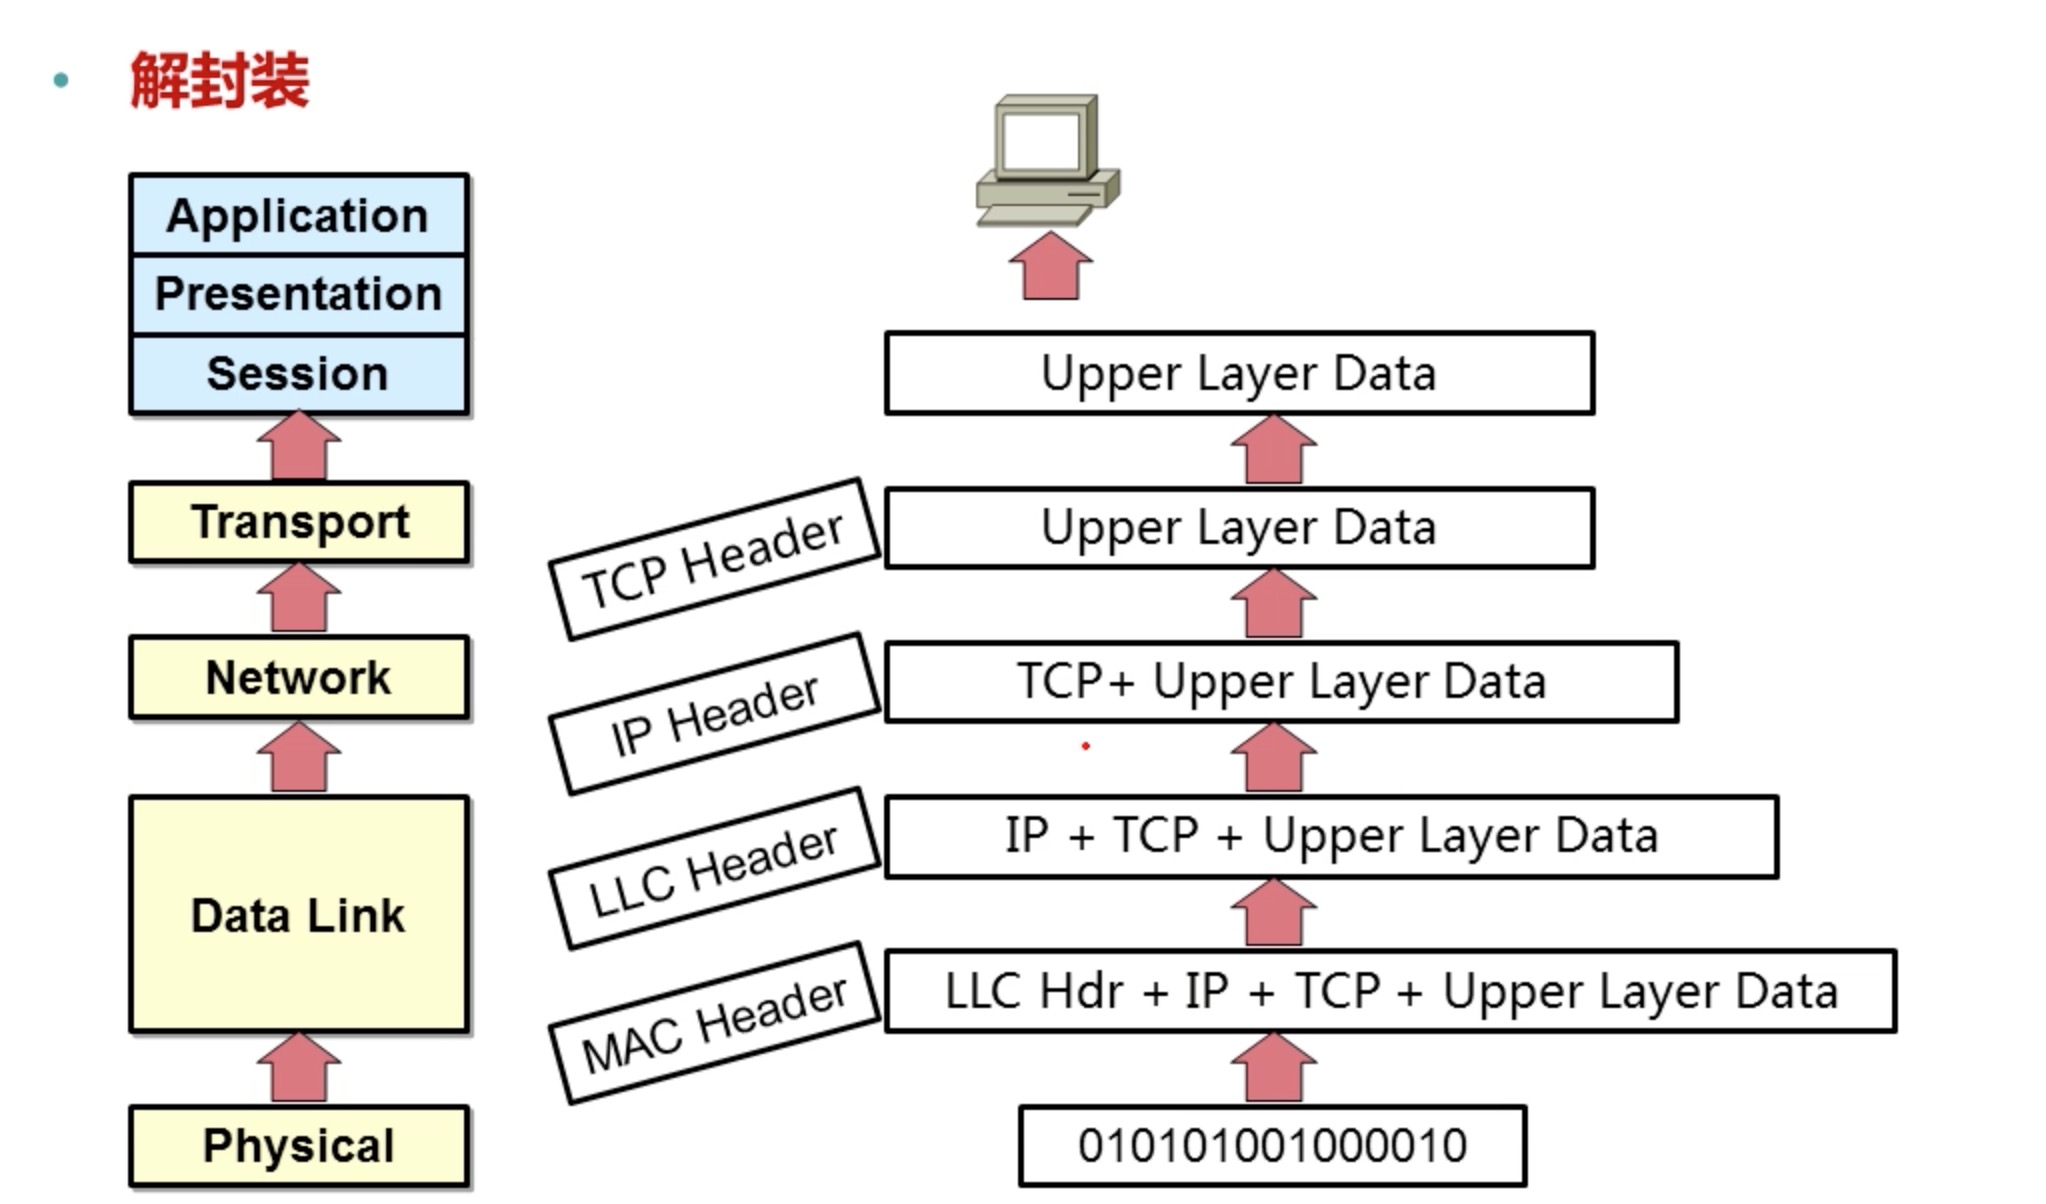 解封装
Application
Presentation
Session
Transport
Network
Data Link
Physical
Upper Layer Data
TCP Header
Upper Layer Data
IP Header
TCP+ Upper Layer Data
LLC Header
IP + TCP + Upper Layer Data
MAC Header
LLC Hdr + IP + TCP + Upper Layer Data
010101001000010